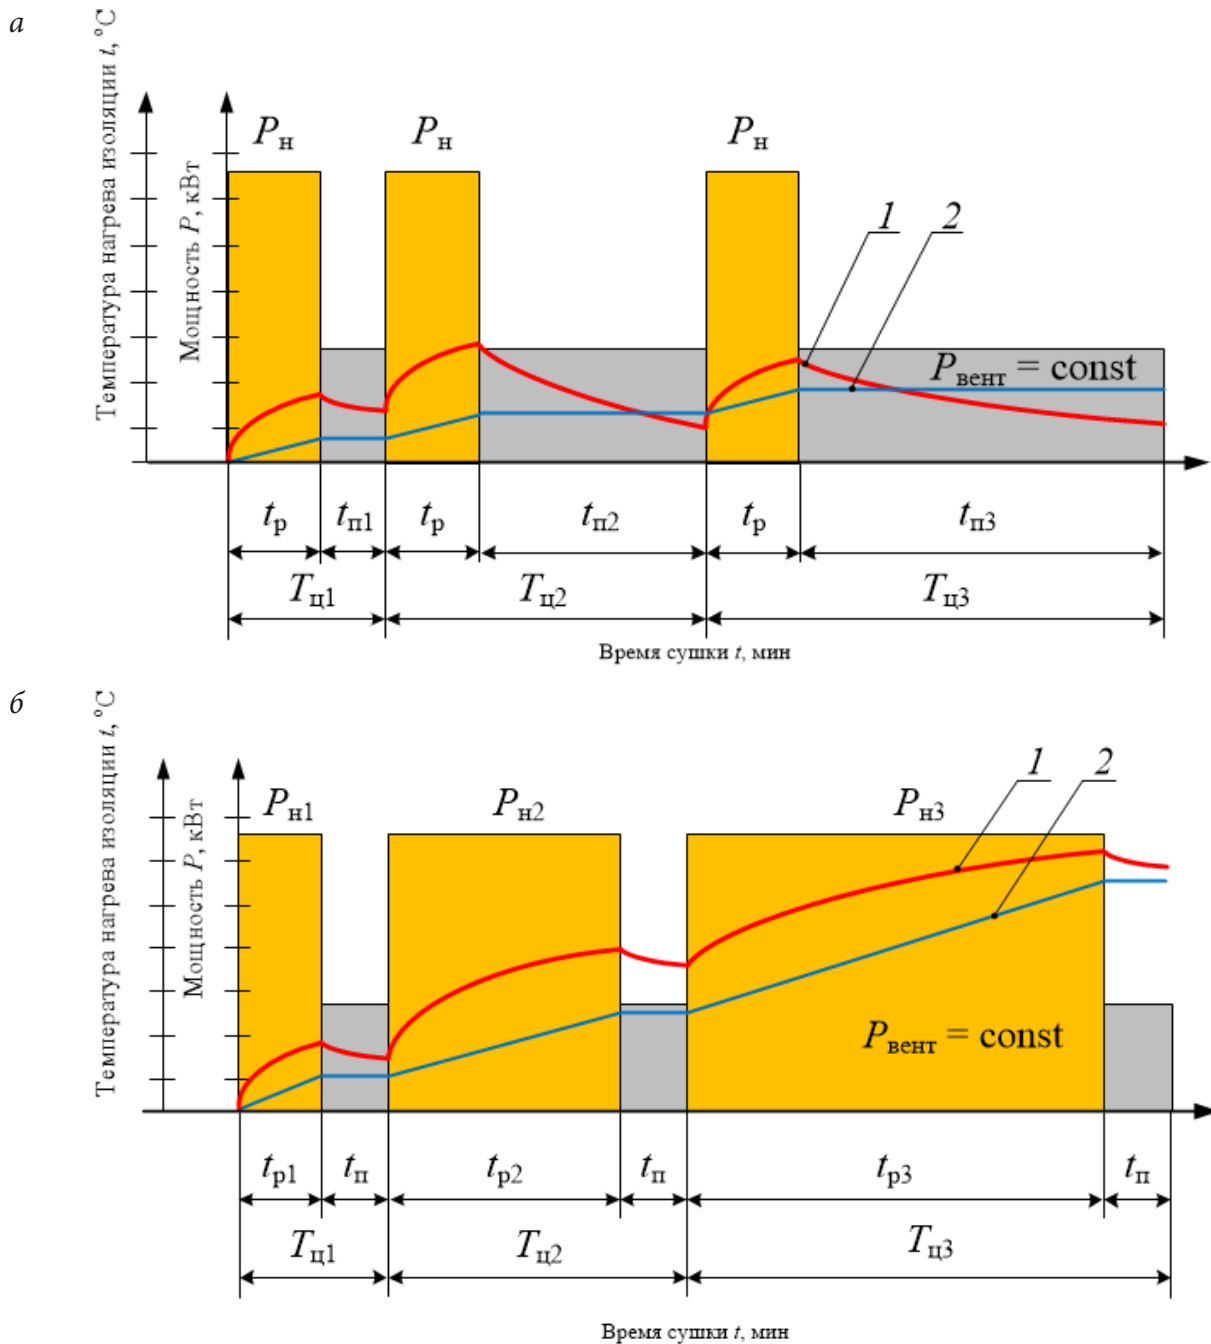 а
Температура нагрева изоляции t, °C
Мощность P, кВт
Pн
Pн
Pн
1
2
Pвент = const
tр
tп1
tр
tп2
tр
tп3
Tц1
Tц2
Tц3
Время сушки t, мин
б
Температура нагрева изоляции t, °C
Мощность P, кВт
Pн1
Pн2
Pн3
1
2
Pвент = const
tр1
tп
tр2
tп
tр3
tп
Tц1
Tц2
Tц3
Время сушки t, мин